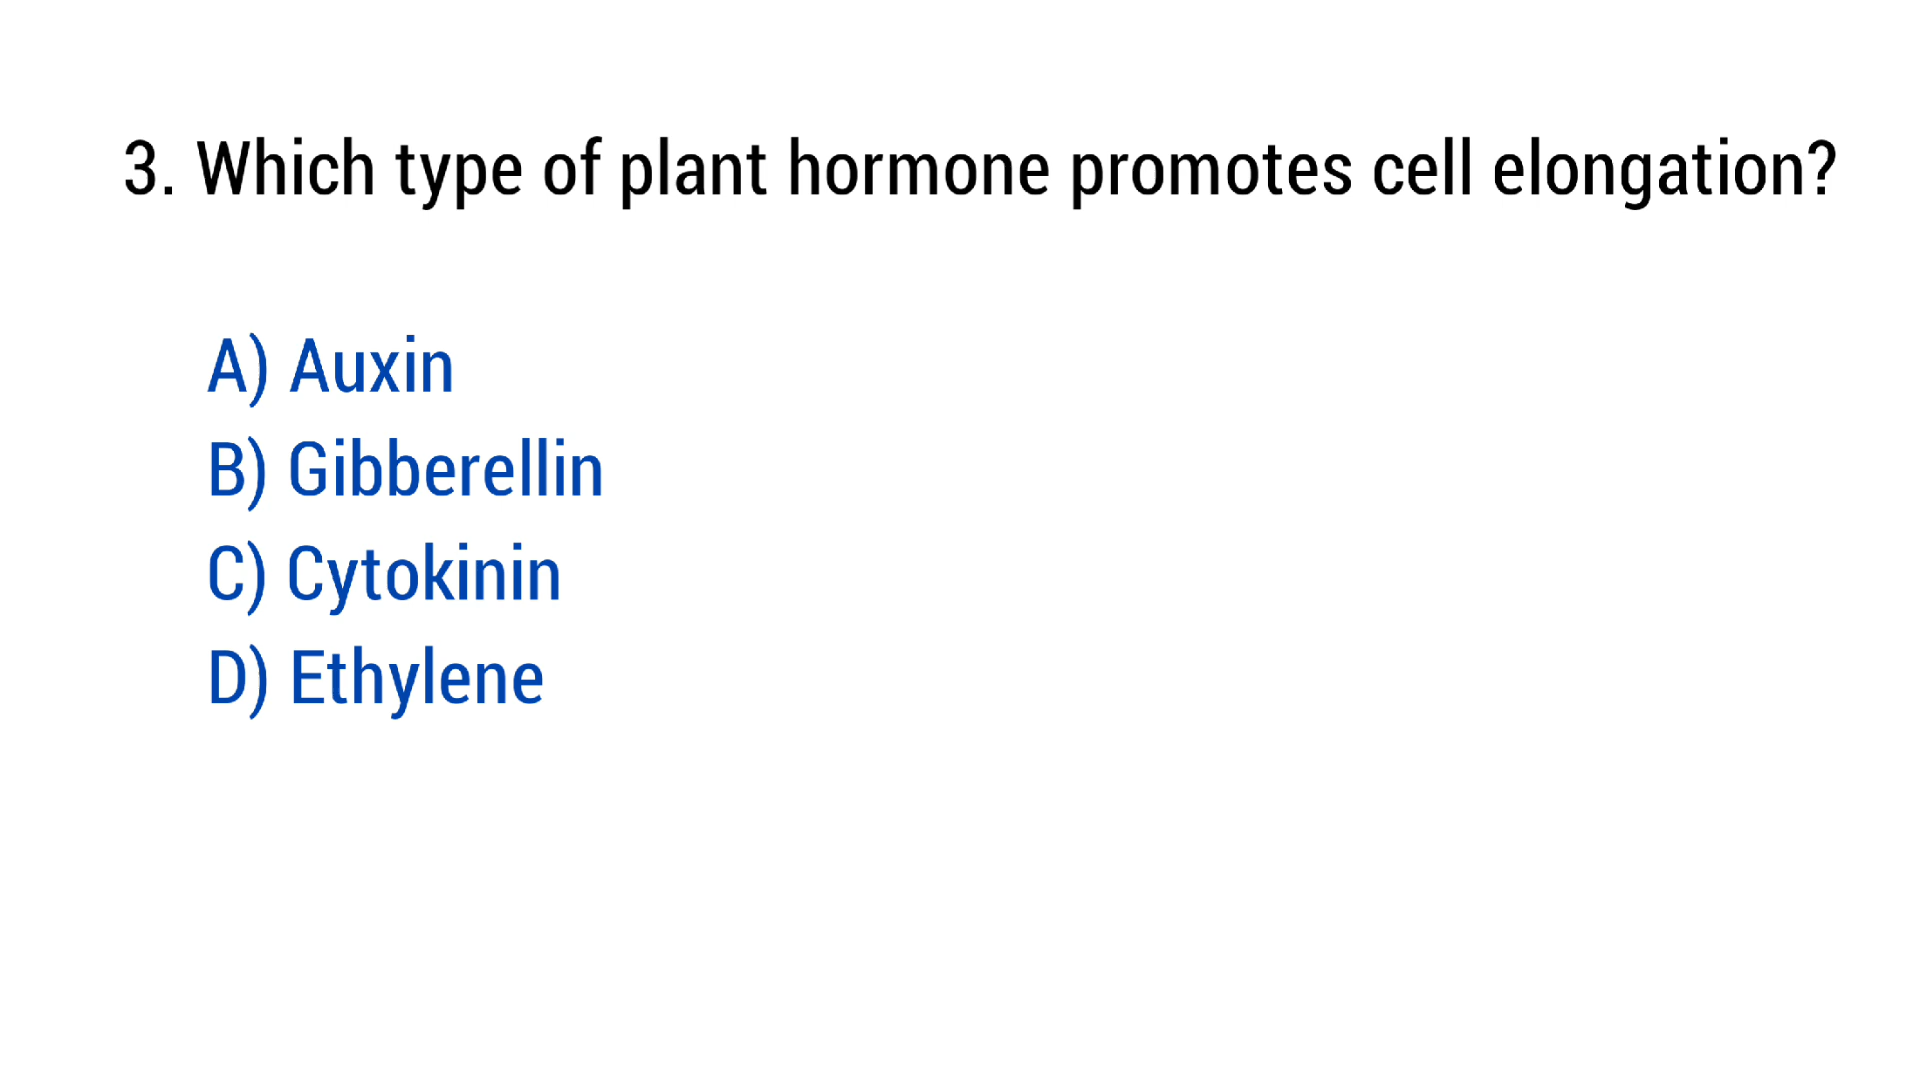 3. Which type of plant hormone promotes cell elongation?
A) Auxin
B) Gibberellin
C) Cytokinin
D) Ethylene